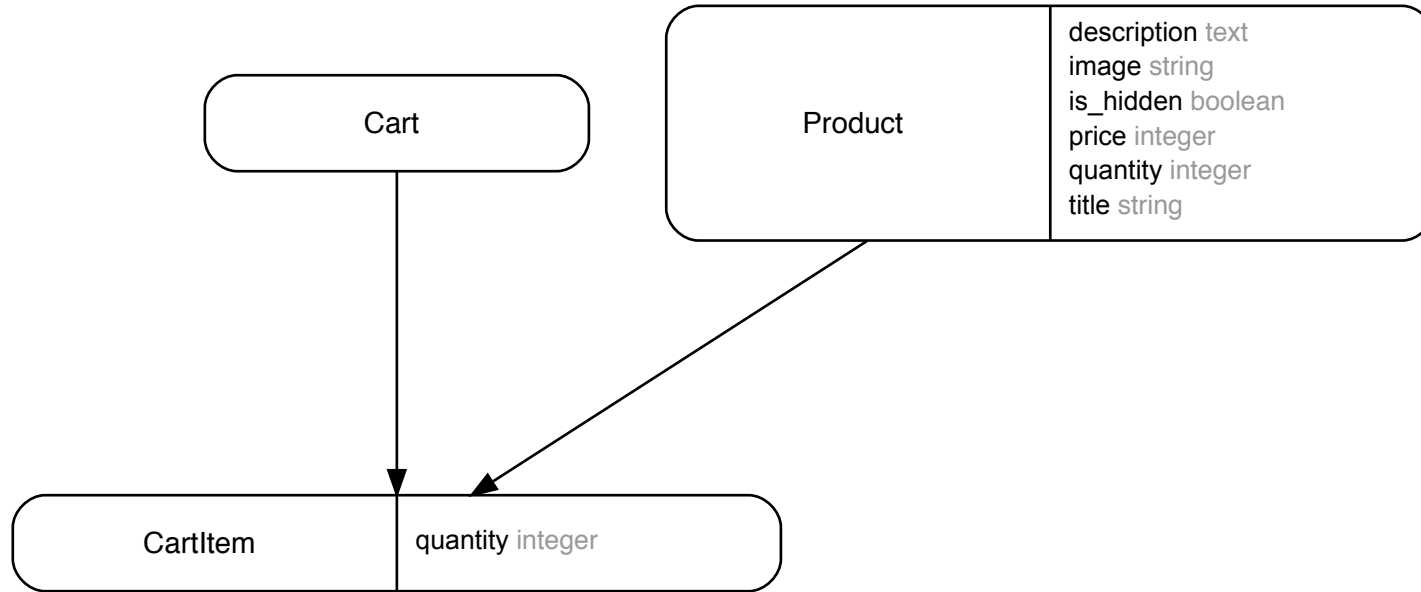 Cart
Product
description text
image string
is_hidden boolean
price integer
quantity integer
title string
CartItem
quantity integer